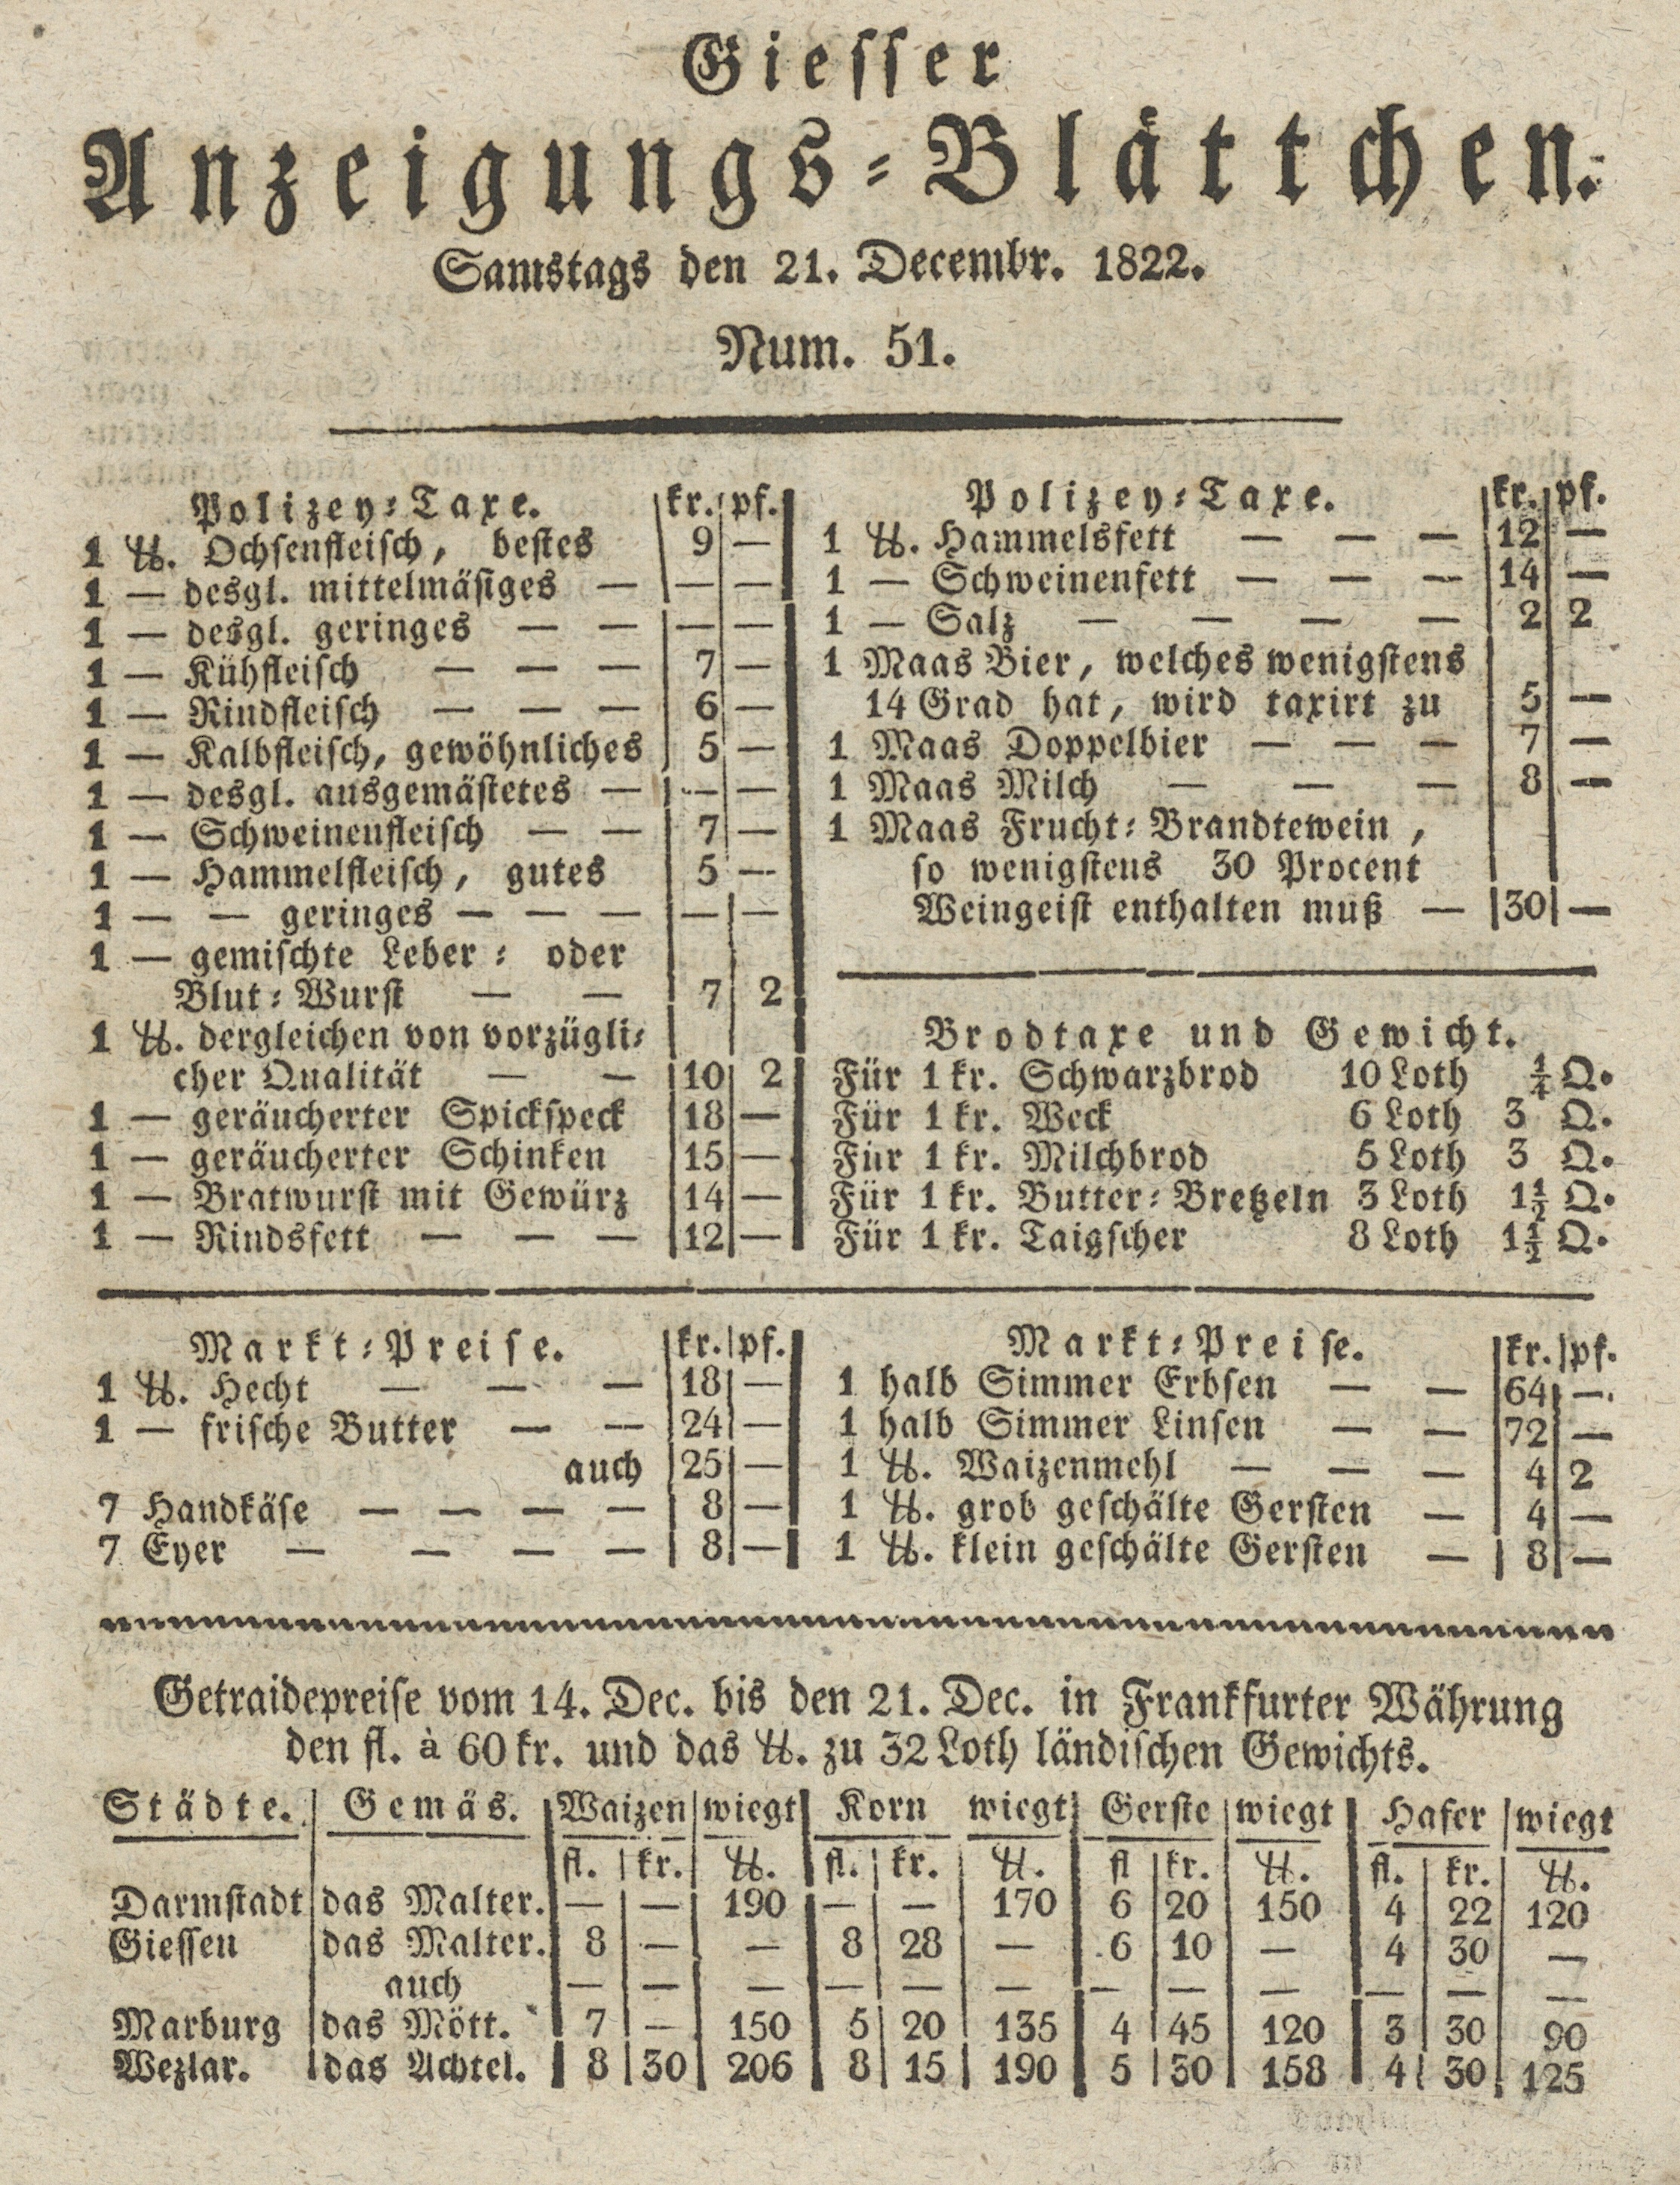 Giesser
Anzeigungs-Blättchen.
Samstags den 21. Decembr. 1822.
Num. 51.
Polizey-Taxe. kr. pf.
1 ℔. Ochsenfleisch, bestes 9 —
1 — desgl. mittelmäsiges — — —
1 — desgl. geringes — — — —
1 — Kühfleisch — — — 7 —
1 — Rindfleisch — — — 6 —
1 — Kalbfleisch, gewöhnliches 5 —
1 — desgl. ausgemästetes — — —
1 — Schweinenfleisch — — 7 —
1 — Hammelfleisch, gutes 5 —
1 — — geringes — — — — —
1 — gemischte Leber- oder
Blut-Wurst — — 7 2
1 ℔. dergleichen von vorzügli-
cher Qualität — — 10 2
1 — geräucherter Spickspeck 18 —
1 — geräucherter Schinken 15 —
1 — Bratwurst mit Gewürz 14 —
1 — Rindsfett — — — 12 —
Polizey-Taxe. kr. pf.
1 ℔. Hammelsfett — — — 12 —
1 — Schweinenfett — — — 14 —
1 — Salz — — — — 2 2
1 Maas Bier, welches wenigstens
14 Grad hat, wird taxirt zu 5 —
1 Maas Doppelbier — — — 7 —
1 Maas Milch — — — 8 —
1 Maas Frucht-Brandtewein,
so wenigstens 30 Procent
Weingeist enthalten muß — 30 —
Brodtaxe und Gewicht.
Für 1 kr. Schwarzbrod 10 Loth ¼ Q.
Für 1 kr. Weck 6 Loth 3 Q.
Für 1 kr. Milchbrod 5 Loth 3 Q.
Für 1 kr. Butter-Bretzeln 3 Loth 1½ Q.
Für 1 kr. Taigscher 8 Loth 1½ Q.
Markt-Preise. kr. pf.
1 ℔. Hecht — — — 18 —
1 — frische Butter — — 24 —
auch 25 —
7 Handkäse — — — — 8 —
7 Eyer — — — — 8 —
Markt-Preise. kr. pf.
1 halb Simmer Erbsen — — 64 —
1 halb Simmer Linsen — — 72 —
1 ℔. Waizenmehl — — — 4 2
1 ℔. grob geschälte Gersten — 4 —
1 ℔. klein geschälte Gersten — 8 —
Getraidepreise vom 14. Dec. bis den 21. Dec. in Frankfurter Währung
den fl. à 60 kr. und das ℔. zu 32 Loth ländischen Gewichts.
Städte. Gemäs. Waizen wiegt Korn wiegt Gerste wiegt Hafer wiegt
fl. kr. ℔. fl. kr. ℔. fl kr. ℔. fl. kr. ℔.
Darmstadt das Malter. — — 190 — — 170 6 20 150 4 22 120
Giessen das Malter. 8 — — 8 28 — 6 10 — 4 30 —
auch — — — — — — — — — — — —
Marburg das Mött. 7 — 150 5 20 135 4 45 120 3 30 90
Wezlar. das Achtel. 8 30 206 8 15 190 5 30 158 4 30 125